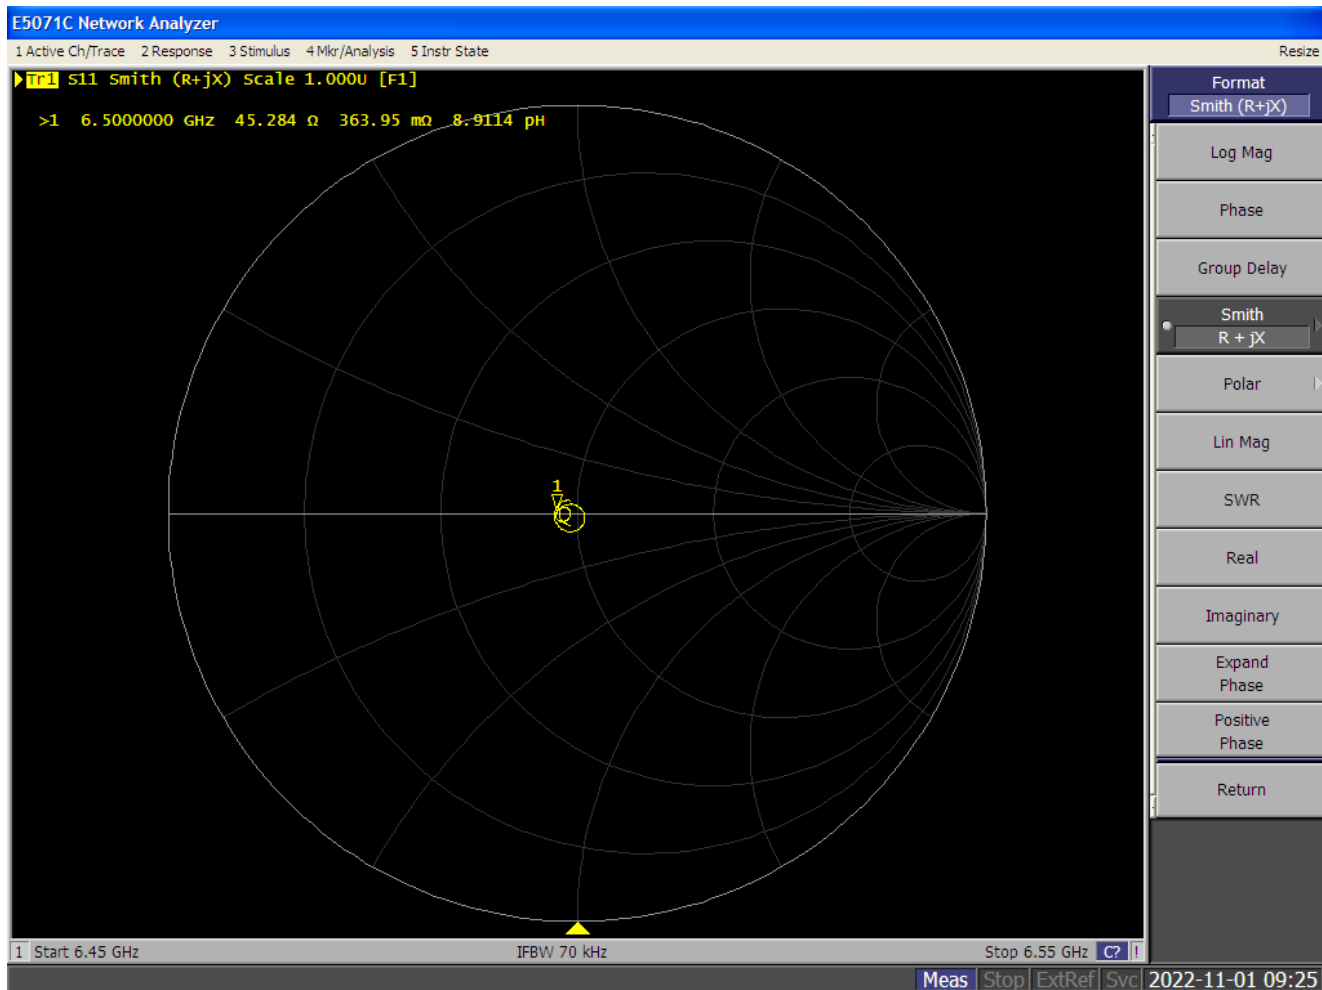 E5071C Network Analyzer
1 Active Ch/Trace 2 Response 3 Stimulus 4 Mkr/Analysis 5 Instr State Resize
Tr1 S11 Smith (R+jX) Scale 1.000U [F1]
>1 6.5000000 GHz 45.284 Ω 363.95 mΩ 8.9114 pH
1
Format
Smith (R+jX)
Log Mag
Phase
Group Delay
Smith
R + jX
Polar
Lin Mag
SWR
Real
Imaginary
Expand
Phase
Positive
Phase
Return
1 Start 6.45 GHz IFBW 70 kHz Stop 6.55 GHz C? !
Meas Stop ExtRef Svc 2022-11-01 09:25